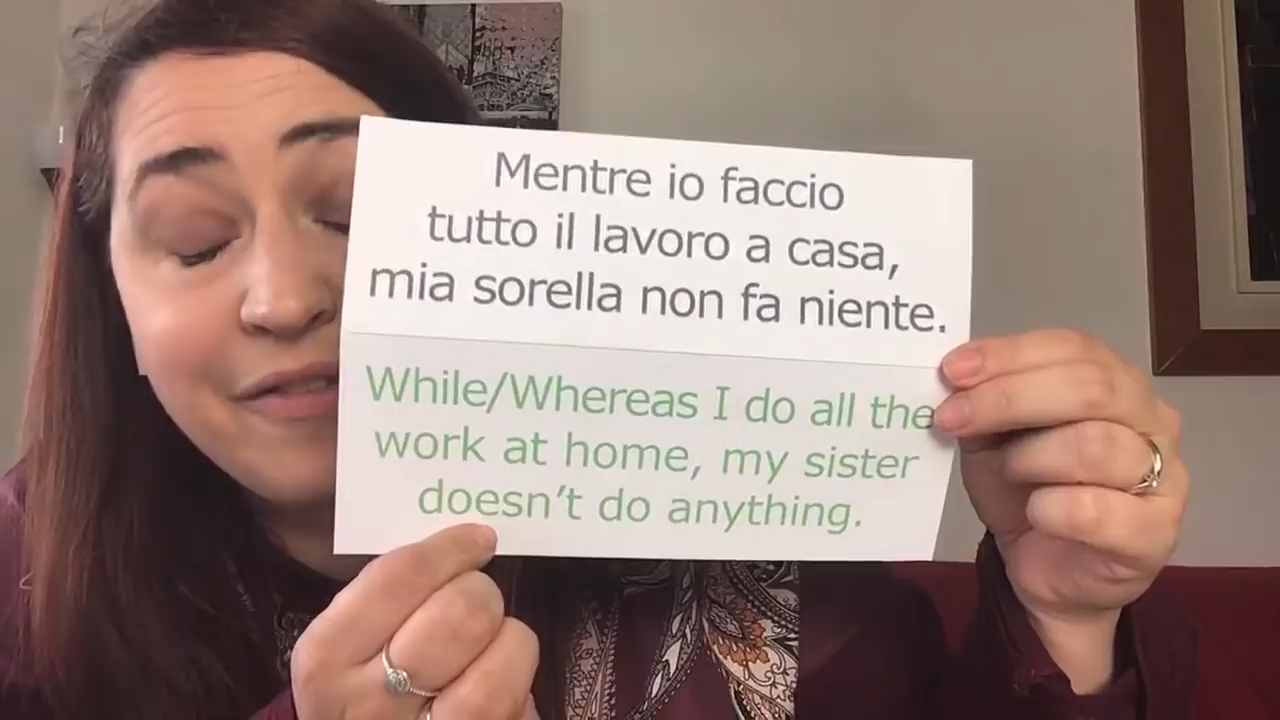 Mentre io faccio
tutto il lavoro a casa,
mia sorella non fa niente.
While/Whereas I do all the
work at home, my sister
doesn't do anything.